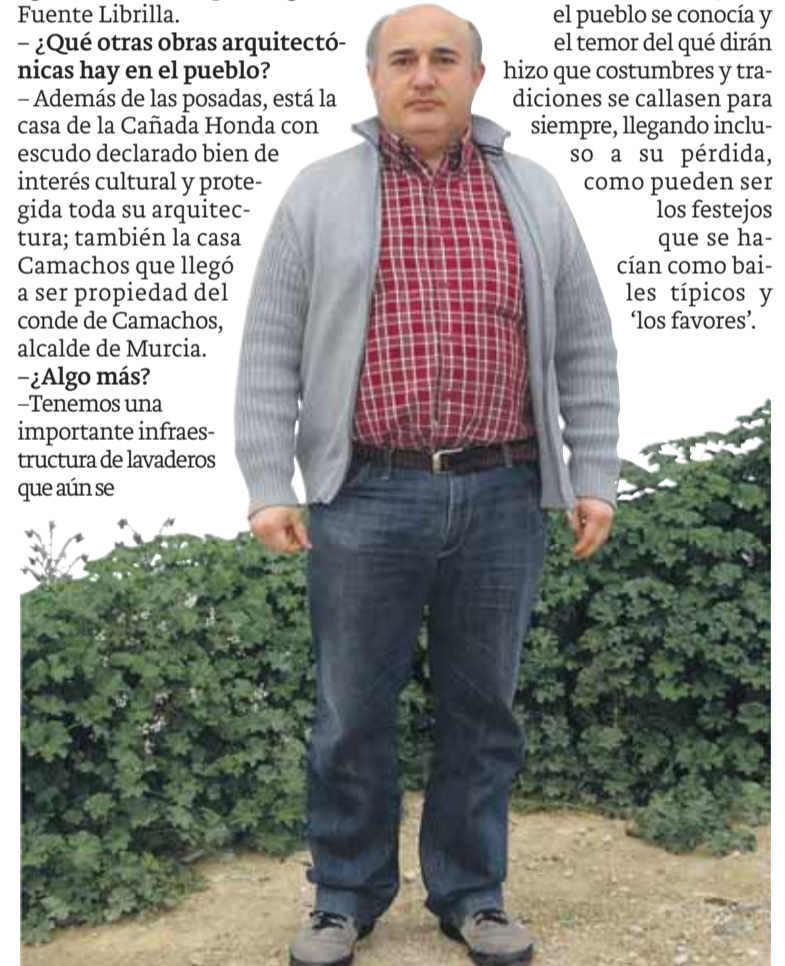 Fuente Librilla.
– ¿Qué otras obras arquitectó-
nicas hay en el pueblo?
– Además de las posadas, está la
casa de la Cañada Honda con
escudo declarado bien de
interés cultural y prote-
gida toda su arquitec-
tura; también la casa
Camachos que llegó
a ser propiedad del
conde de Camachos,
alcalde de Murcia.
–¿Algo más?
–Tenemos una
importante infraes-
tructura de lavaderos
que aún se
el pueblo se conocía y
el temor del qué dirán
hizo que costumbres y tra-
diciones se callasen para
siempre, llegando inclu-
so a su pérdida,
como pueden ser
los festejos
que se ha-
cían como bai-
les típicos y
‘los favores’.